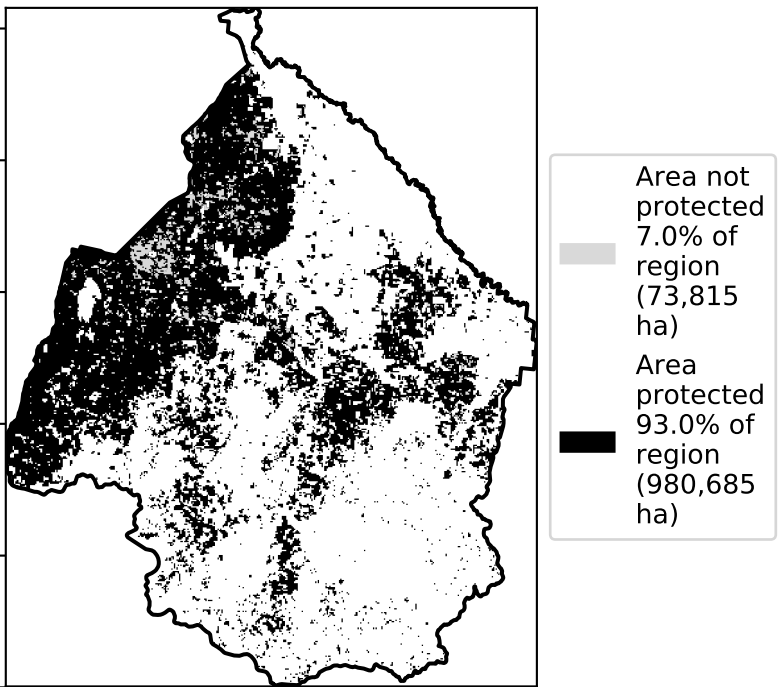 Area not
protected
7.0% of
region
(73,815
ha)
Area
protected
93.0% of
region
(980,685
ha)